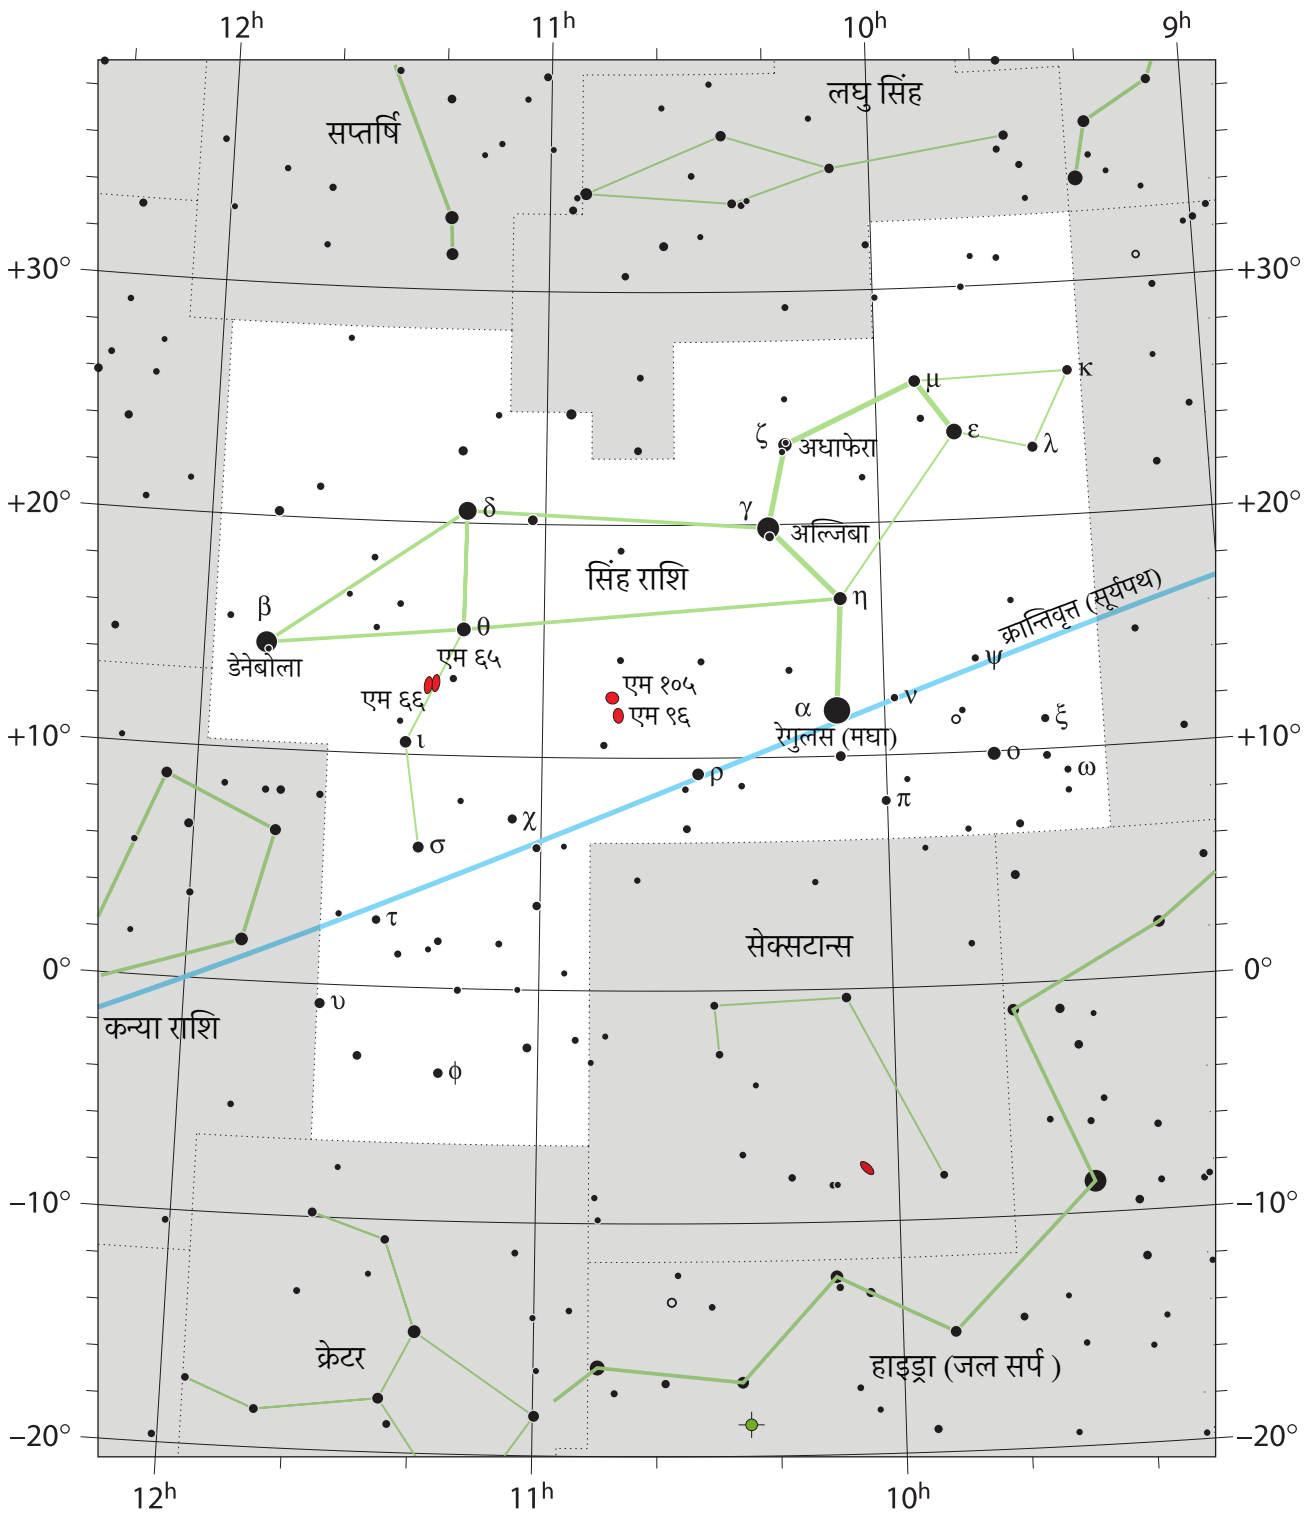 12h 11h 10h 9h
लघु सिंह
सप्तर्षि
+30° +30°
κ
μ
ε
ζ
अधाफेरा
λ
+20° +20°
δ
γ
अल्जिबा
सिंह राशि
क्रान्तिवृत्त (सूर्यपथ)
η
β
θ
डेनेबोला
एम ६५
ψ
एम ६६
एम १०५
एम ९६
α
ν
ξ
रेगुलस (मघा)
+10° +10°
ι
ο
ω
ρ
π
χ
σ
τ
सेक्सटान्स
0° 0°
υ
कन्या राशि
φ
−10° −10°
क्रेटर
हाइड्रा (जल सर्प )
−20° −20°
12h 11h 10h